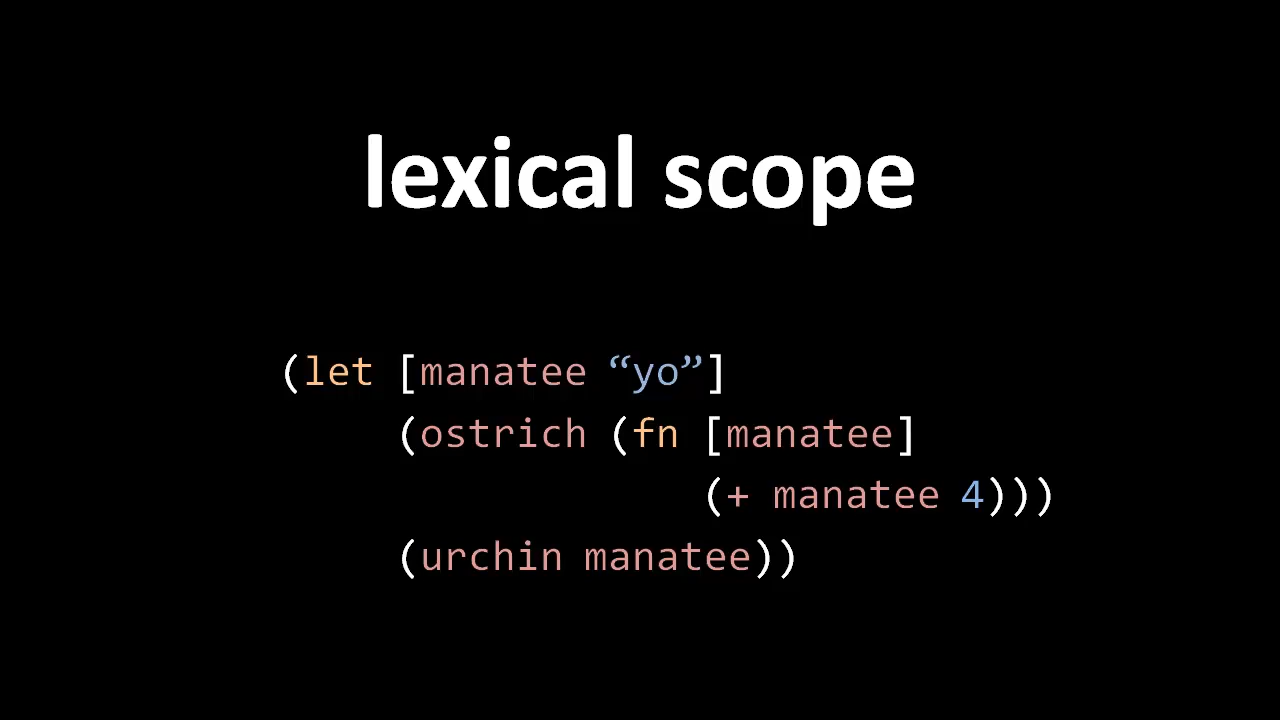 lexical scope
(let [manatee “yo”]
(ostrich (fn [manatee]
(+ manatee 4)))
(urchin manatee))